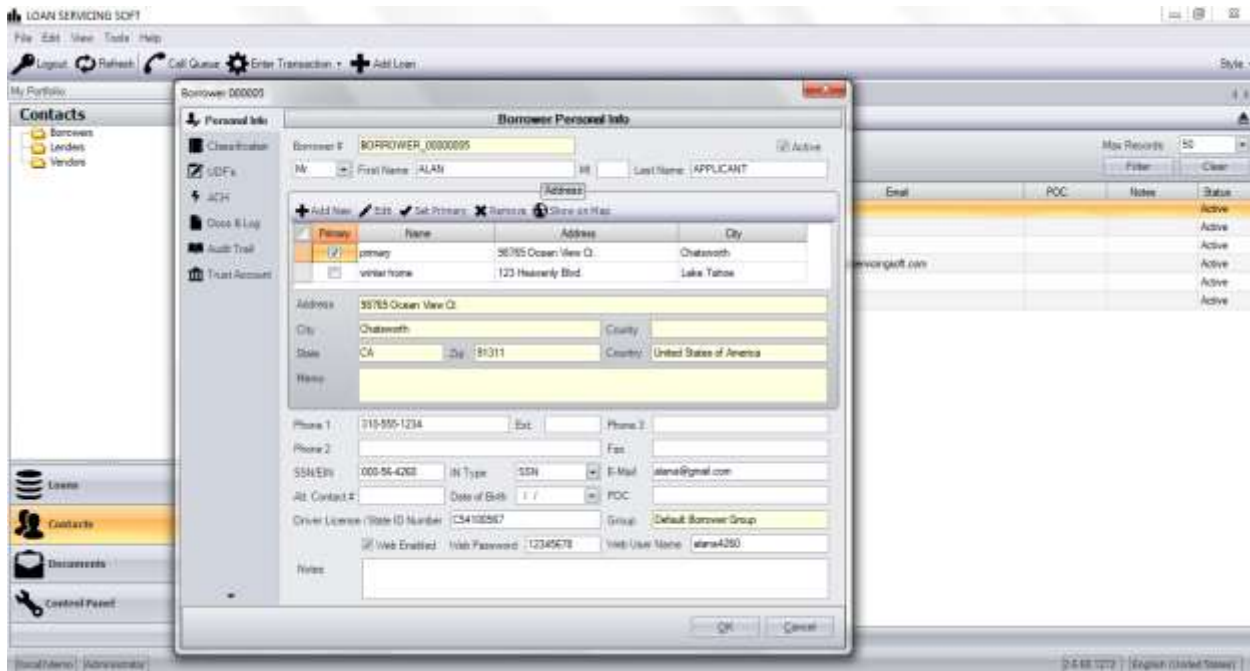 LOAN SERVICING SOFT
File Edit View Tools Help
Logout Refresh Call Queue Enter Transaction Add Loan Style
My Portfolio
Contacts
Borrowers
Lenders
Vendors
Loans
Contacts
Documents
Control Panel
Borrower 000005
Personal Info
Classification
UDFs
ACH
Docs & Log
Audit Trail
Trust Account
Borrower Personal Info
Borrower # BORROWER_00000005 Active
Mr First Name ALAN MI Last Name APPLICANT
Address
Add New Edit Set Primary Remove Show on Map
Primary Name Address City
primary 98765 Ocean View Ct. Chatsworth
winter home 123 Heavenly Blvd. Lake Tahoe
Address 98765 Ocean View Ct.
City Chatsworth County
State CA Zip 91311 Country United States of America
Memo
Phone 1 310-555-1234 Ext. Phone 3
Phone 2 Fax
SSN/EIN 000-56-4260 IN Type SSN E-Mail alana@gmail.com
Alt. Contact # Date of Birth / / POC
Driver License /State ID Number C54100567 Group Default Borrower Group
Web Enabled Web Password 12345678 Web User Name alana4260
Notes
OK Cancel
Max Records 50
Filter Clear
Email POC Notes Status
Active
Active
Active
servicingsoft.com Active
Active
Active
Administrator
English (United States)